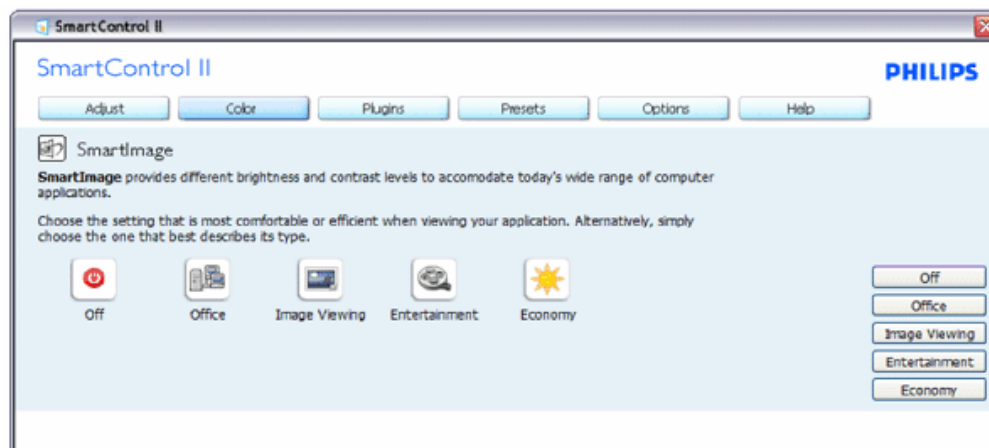 SmartControl II
SmartControl II
PHILIPS
Adjust
Color
Plugins
Presets
Options
Help
SmartImage
SmartImage provides different brightness and contrast levels to accomodate today's wide range of computer
applications.
Choose the setting that is most comfortable or efficient when viewing your application. Alternatively, simply
choose the one that best describes its type.
Off
Office
Image Viewing
Entertainment
Economy
Off
Office
Image Viewing
Entertainment
Economy